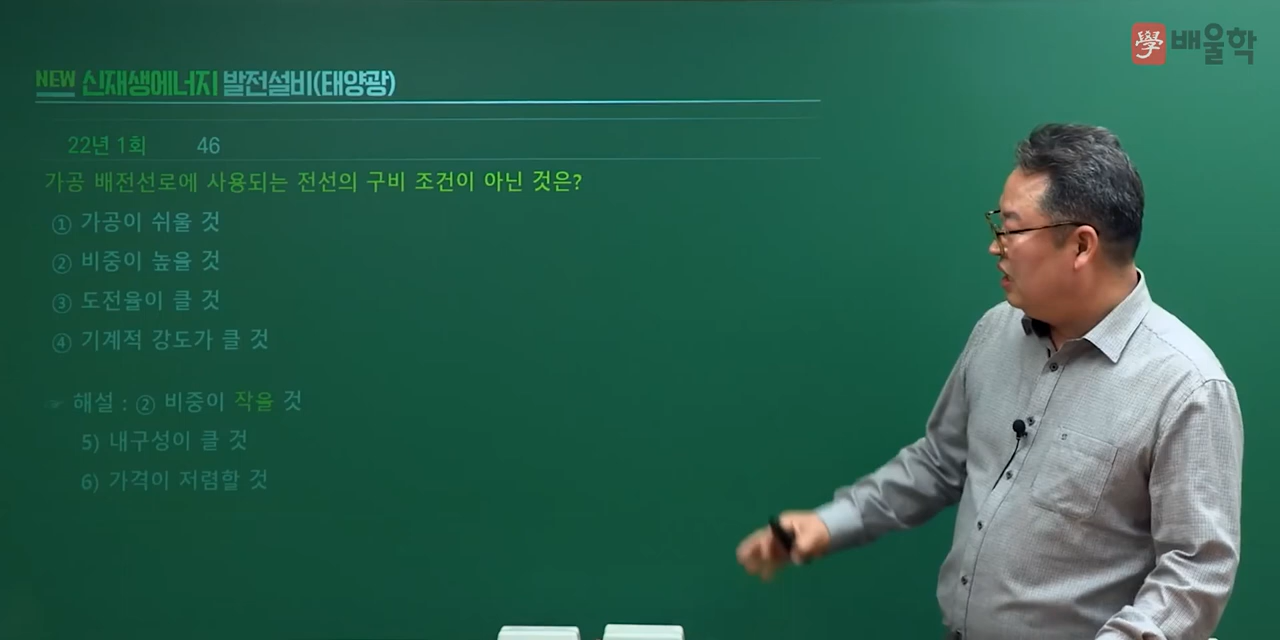 學 배울학
NEW 신재생에너지 발전설비(태양광)
22년 1회 46
가공 배전선로에 사용되는 전선의 구비 조건이 아닌 것은?
① 가공이 쉬울 것
② 비중이 높을 것
③ 도전율이 클 것
④ 기계적 강도가 클 것
☞ 해설 : ② 비중이 작을 것
5) 내구성이 클 것
6) 가격이 저렴할 것